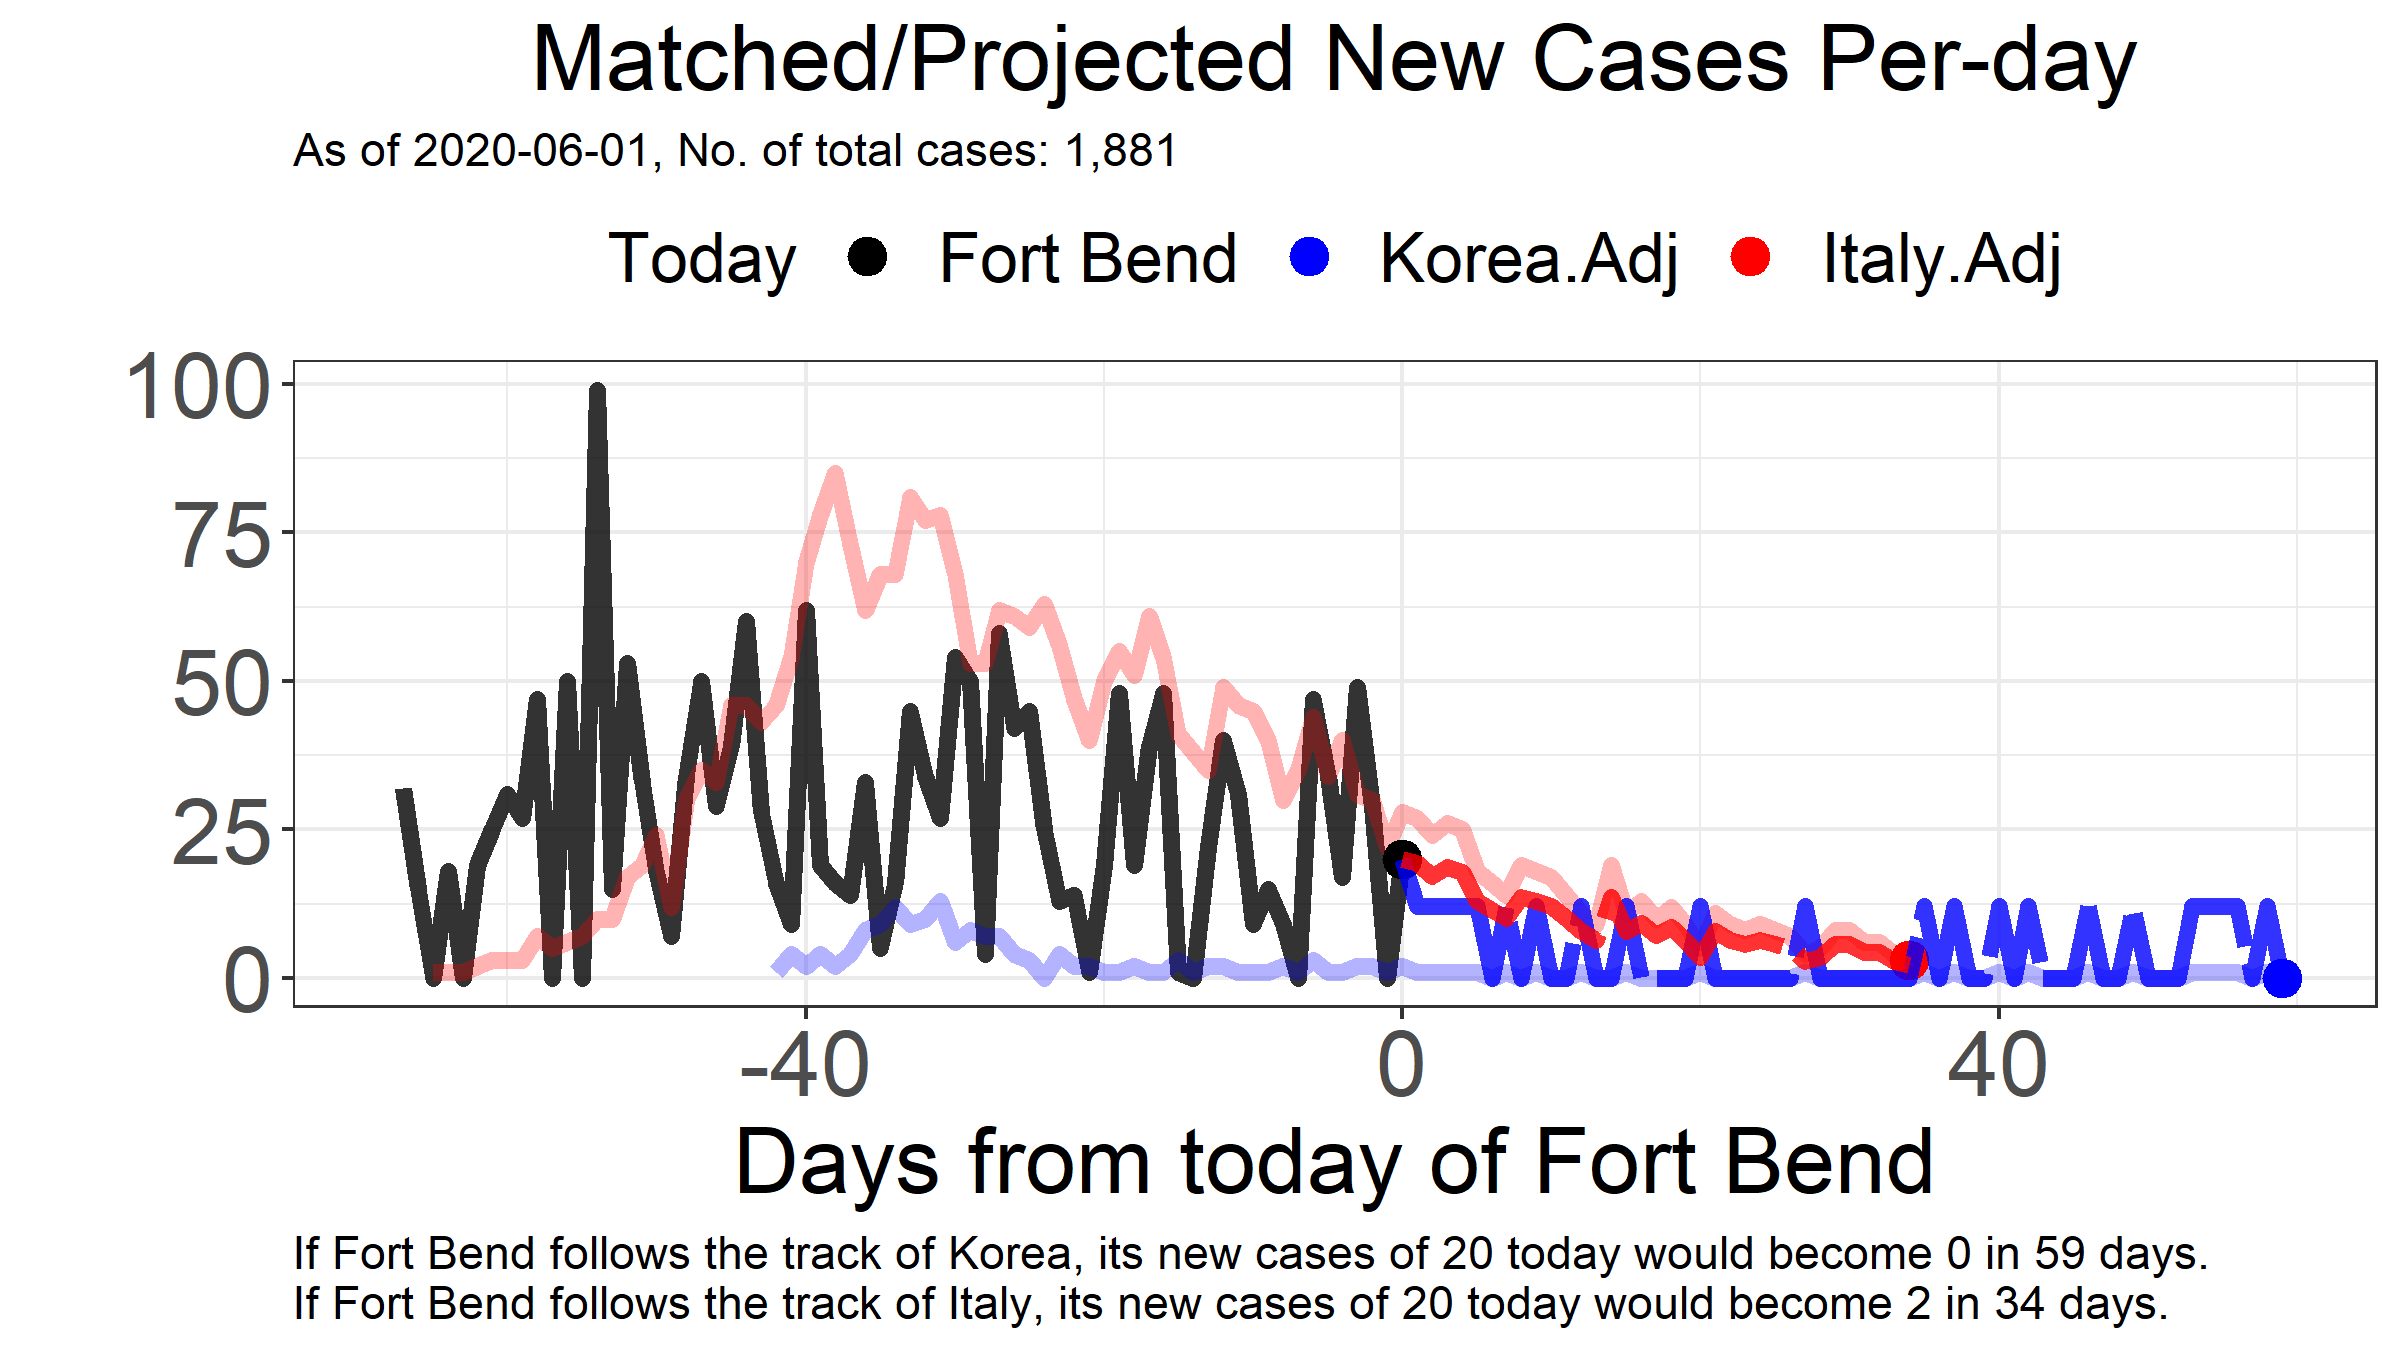 Matched/Projected New Cases Per-day
As of 2020-06-01, No. of total cases: 1,881
Today Fort Bend Korea.Adj Italy.Adj
100
75
50
25
0
-40 0 40
Days from today of Fort Bend
If Fort Bend follows the track of Korea, its new cases of 20 today would become 0 in 59 days.
If Fort Bend follows the track of Italy, its new cases of 20 today would become 2 in 34 days.